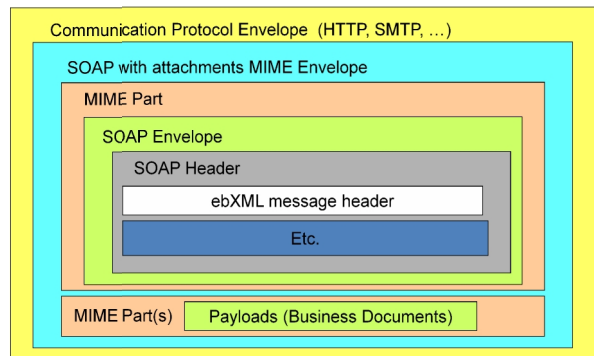 Communication Protocol Envelope (HTTP, SMTP, ...)
SOAP with attachments MIME Envelope
MIME Part
SOAP Envelope
SOAP Header
ebXML message header
Etc.
MIME Part(s) Payloads (Business Documents)